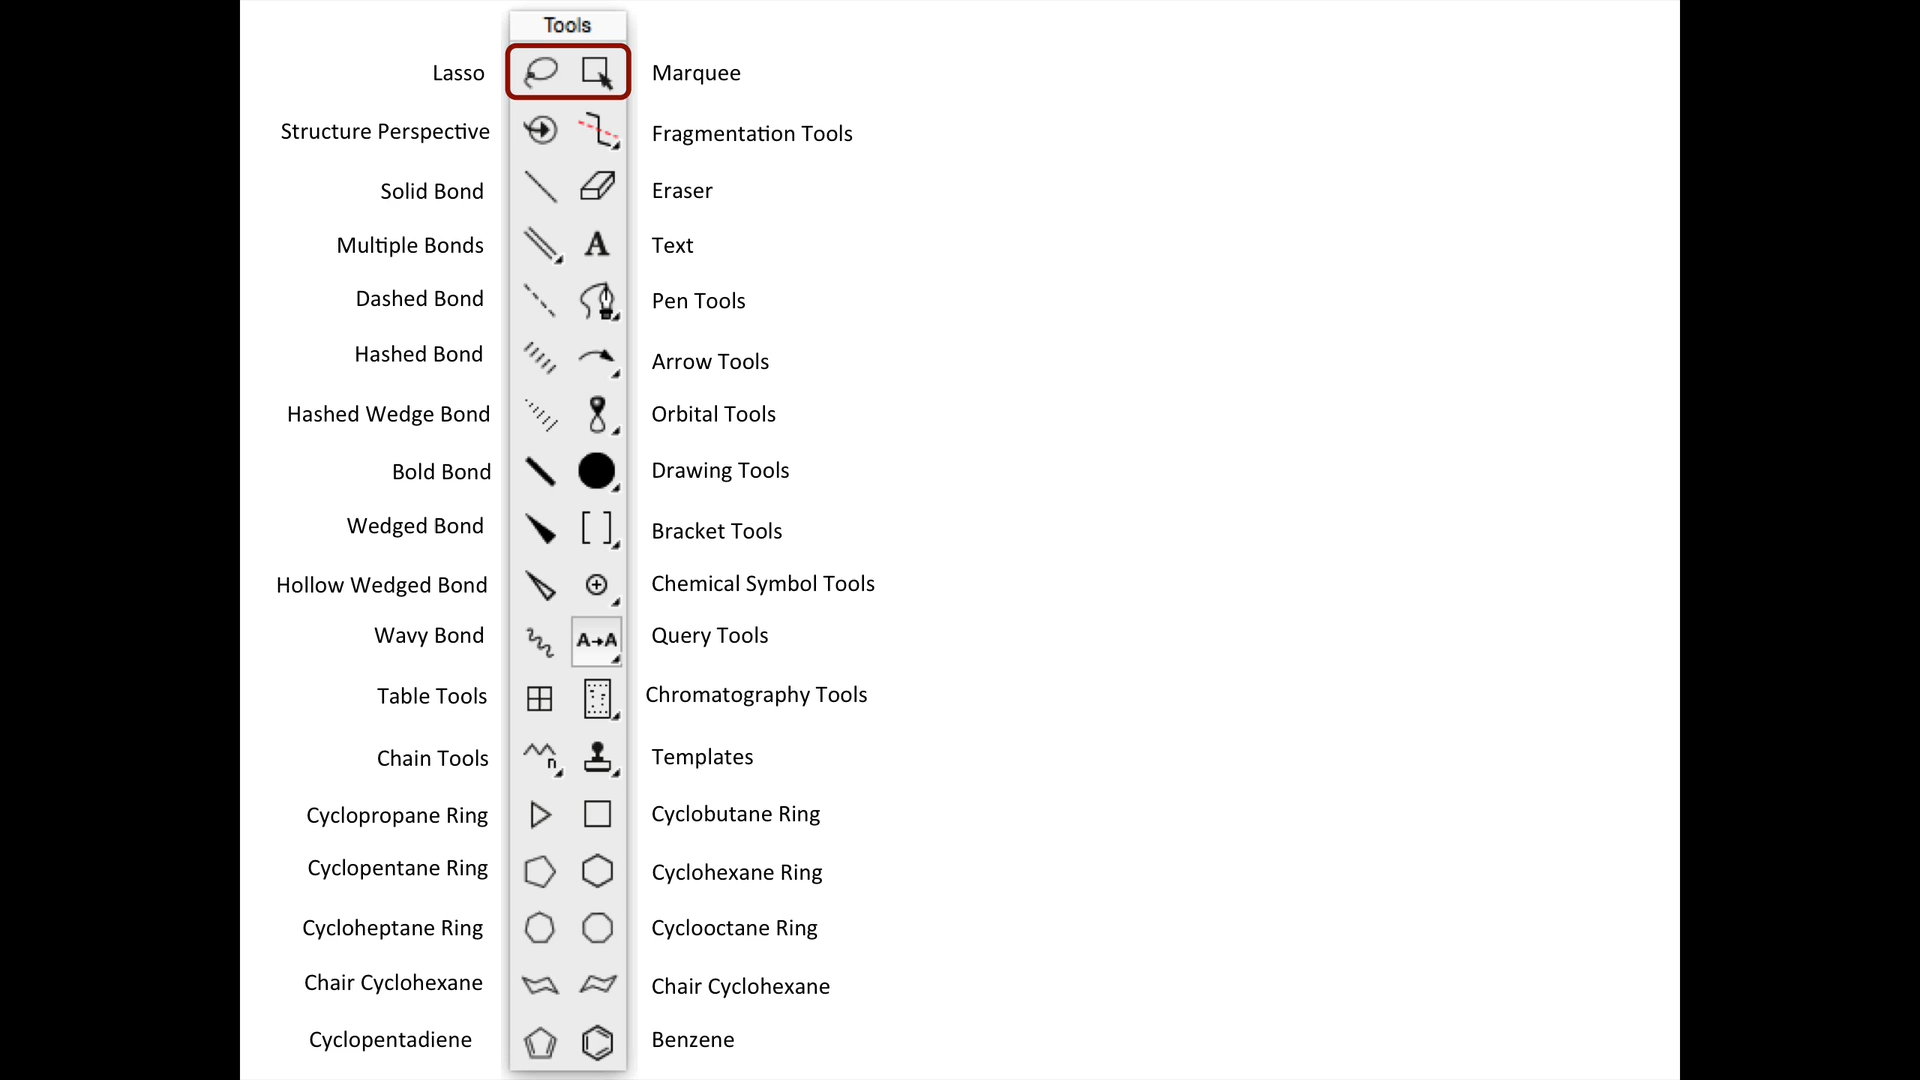 Tools
Lasso Marquee
Structure Perspective Fragmentation Tools
Solid Bond Eraser
Multiple Bonds A Text
Dashed Bond Pen Tools
Hashed Bond Arrow Tools
Hashed Wedge Bond Orbital Tools
Bold Bond Drawing Tools
Wedged Bond [ ] Bracket Tools
Hollow Wedged Bond Chemical Symbol Tools
Wavy Bond A→A Query Tools
Table Tools Chromatography Tools
Chain Tools n Templates
Cyclopropane Ring Cyclobutane Ring
Cyclopentane Ring Cyclohexane Ring
Cycloheptane Ring Cyclooctane Ring
Chair Cyclohexane Chair Cyclohexane
Cyclopentadiene Benzene